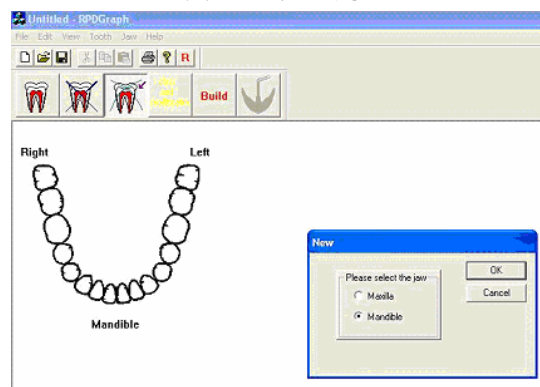 Untitled - RPDGraph
File Edit View Tooth Jaw Help
R
Build
Right Left
New
Please select the jaw
Maxilla
Mandible
OK
Cancel
Mandible